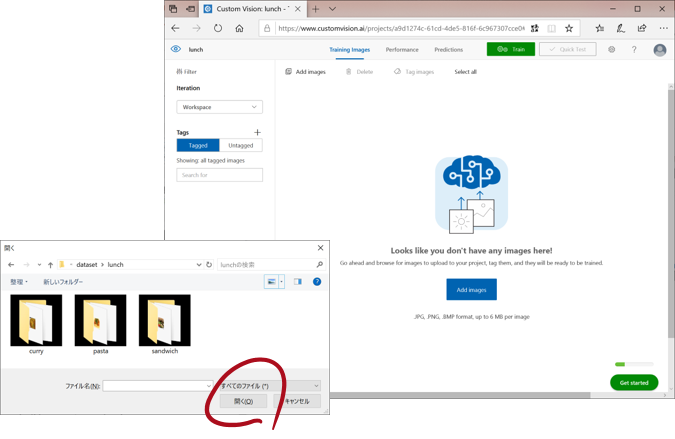 Custom Vision: lunch - 
https://www.customvision.ai/projects/a9d1274c-61cd-4de5-816f-6c967307cce0
lunch
Training Images
Performance
Predictions
Train
Quick Test
?
Filter
Add images
Delete
Tag images
Select all
Iteration
Workspace
Tags
Tagged
Untagged
Showing: all tagged images
Search for
Looks like you don't have any images here!
Go ahead and browse for images to upload to your project, tag them, and they will be ready to be trained.
Add images
JPG, .PNG, .BMP format, up to 6 MB per image
Get started
開く
dataset > lunch
lunchの検索
整理
新しいフォルダー
curry
pasta
sandwich
ファイル名(N):
すべてのファイル (*)
開く(O)
キャンセル